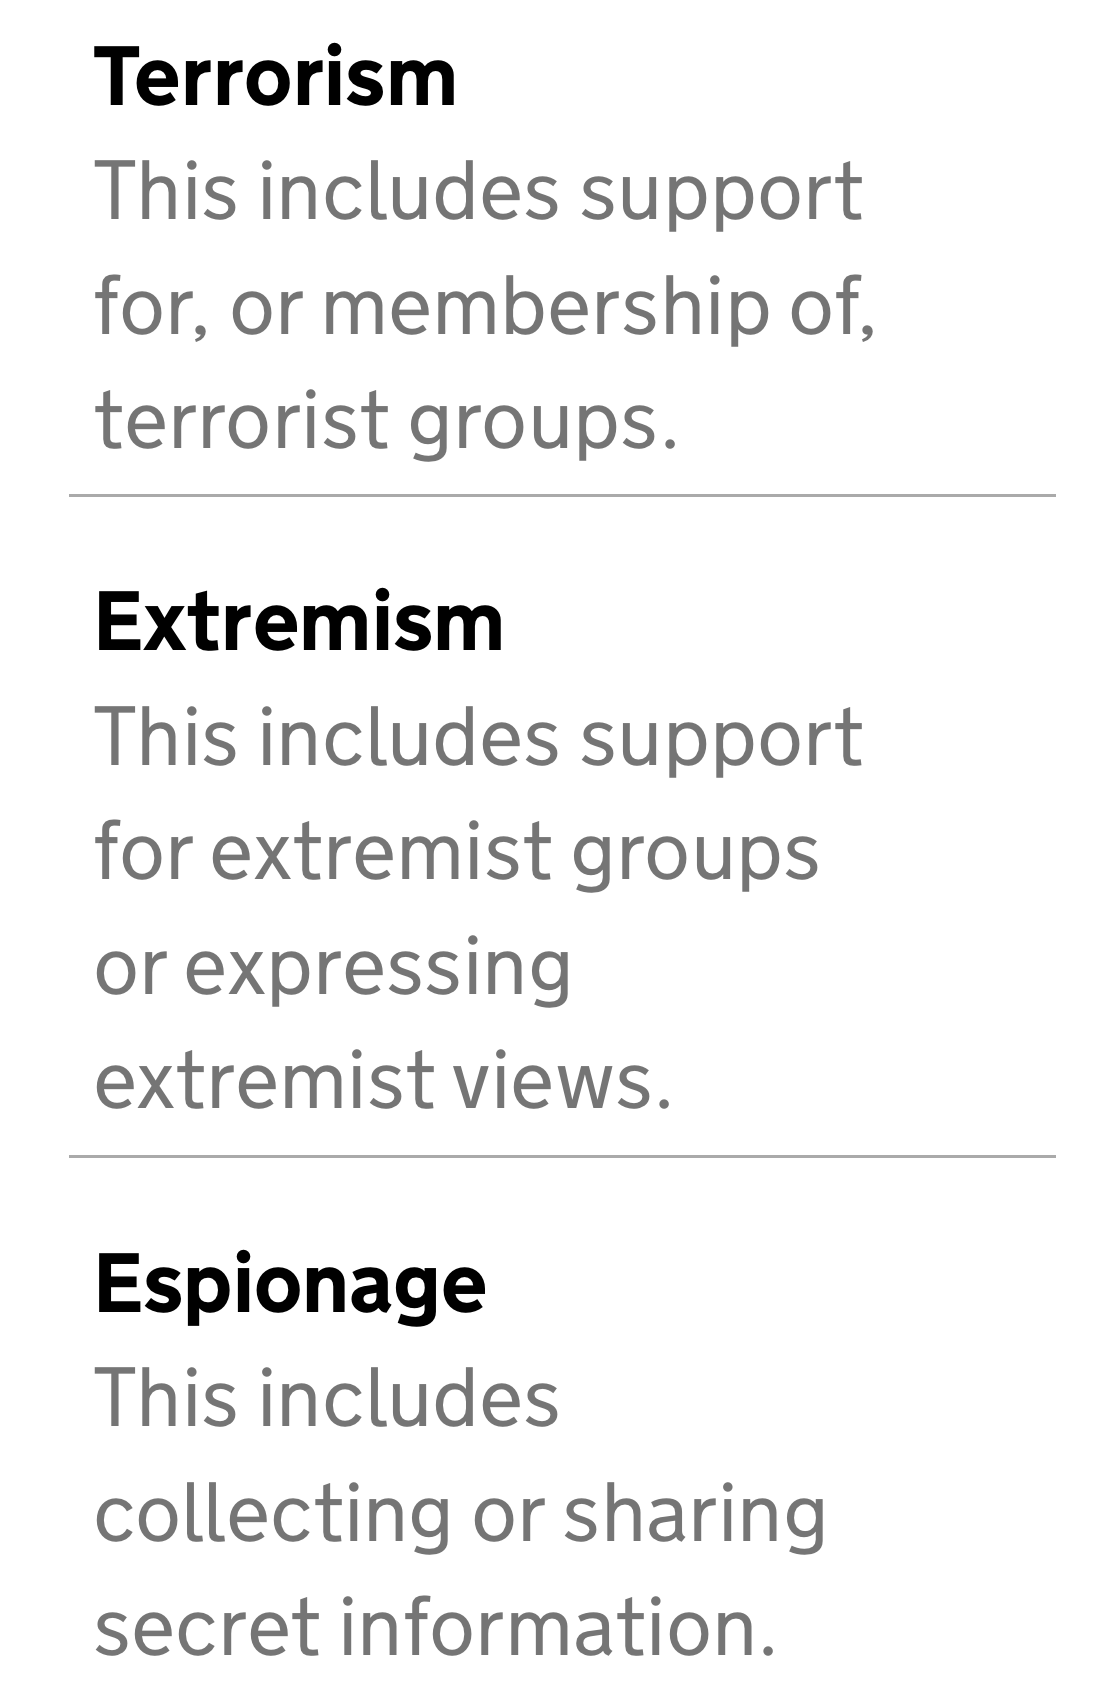 Terrorism
This includes support
for, or membership of,
terrorist groups.
Extremism
This includes support
for extremist groups
or expressing
extremist views.
Espionage
This includes
collecting or sharing
secret information.